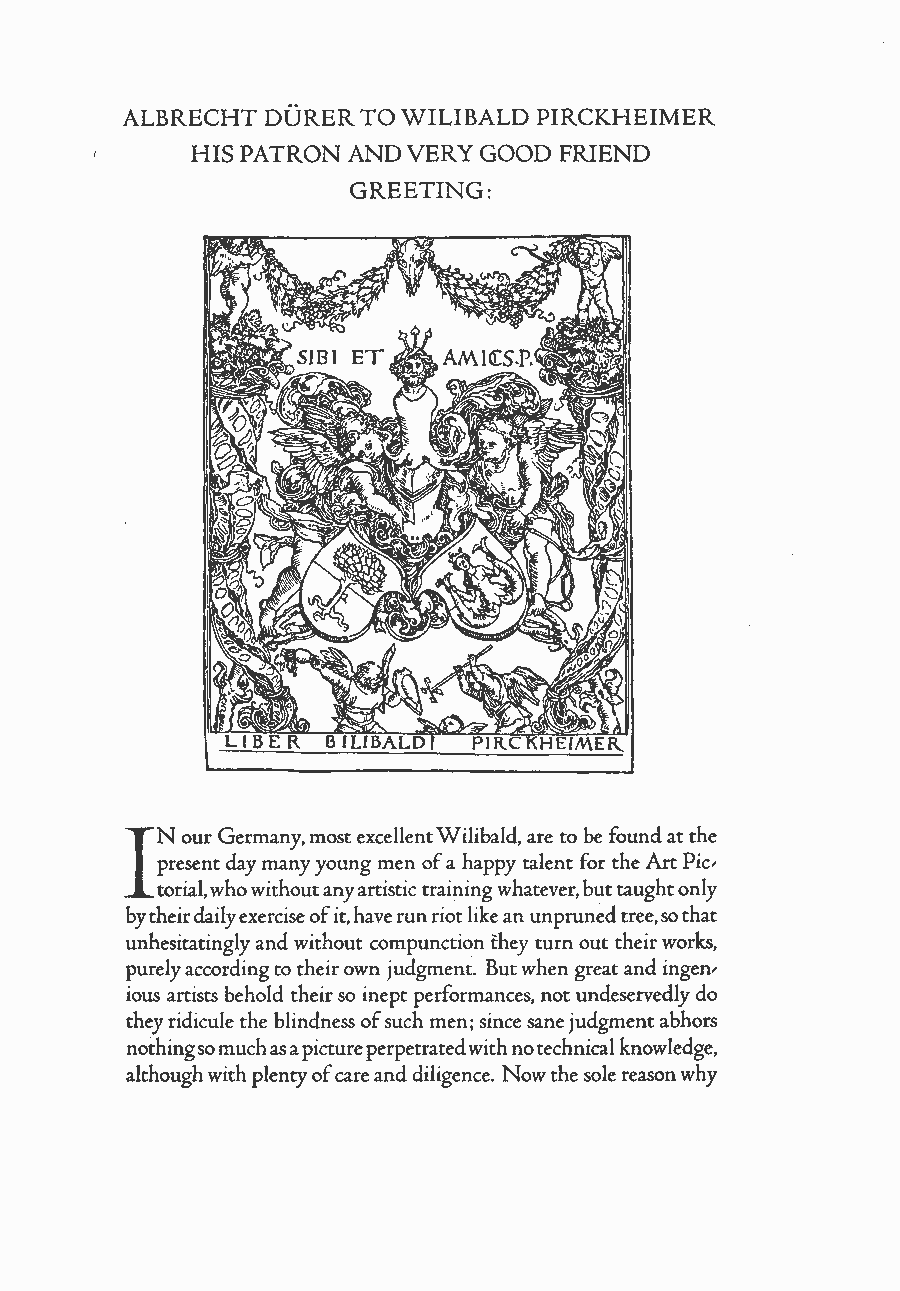 ALBRECHT DÜRER TO WILIBALD PIRCKHEIMER
HIS PATRON AND VERY GOOD FRIEND
GREETING:
SIBI ET AMICS.P.
LIBER BILIBALDI PIRCKHEIMER
IN our Germany, most excellent Wilibald, are to be found at the
present day many young men of a happy talent for the Art Pic-
torial, who without any artistic training whatever, but taught only
by their daily exercise of it, have run riot like an unpruned tree, so that
unhesitatingly and without compunction they turn out their works,
purely according to their own judgment. But when great and ingen-
ious artists behold their so inept performances, not undeservedly do
they ridicule the blindness of such men; since sane judgment abhors
nothing so much as a picture perpetrated with no technical knowledge,
although with plenty of care and diligence. Now the sole reason why